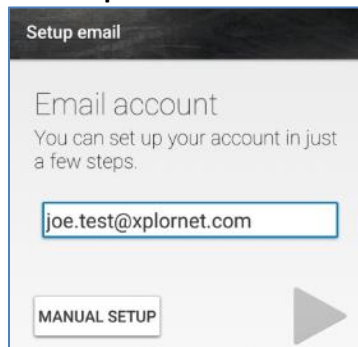 Setup email
Email account
You can set up your account in just
a few steps.
joe.test@xplornet.com
MANUAL SETUP